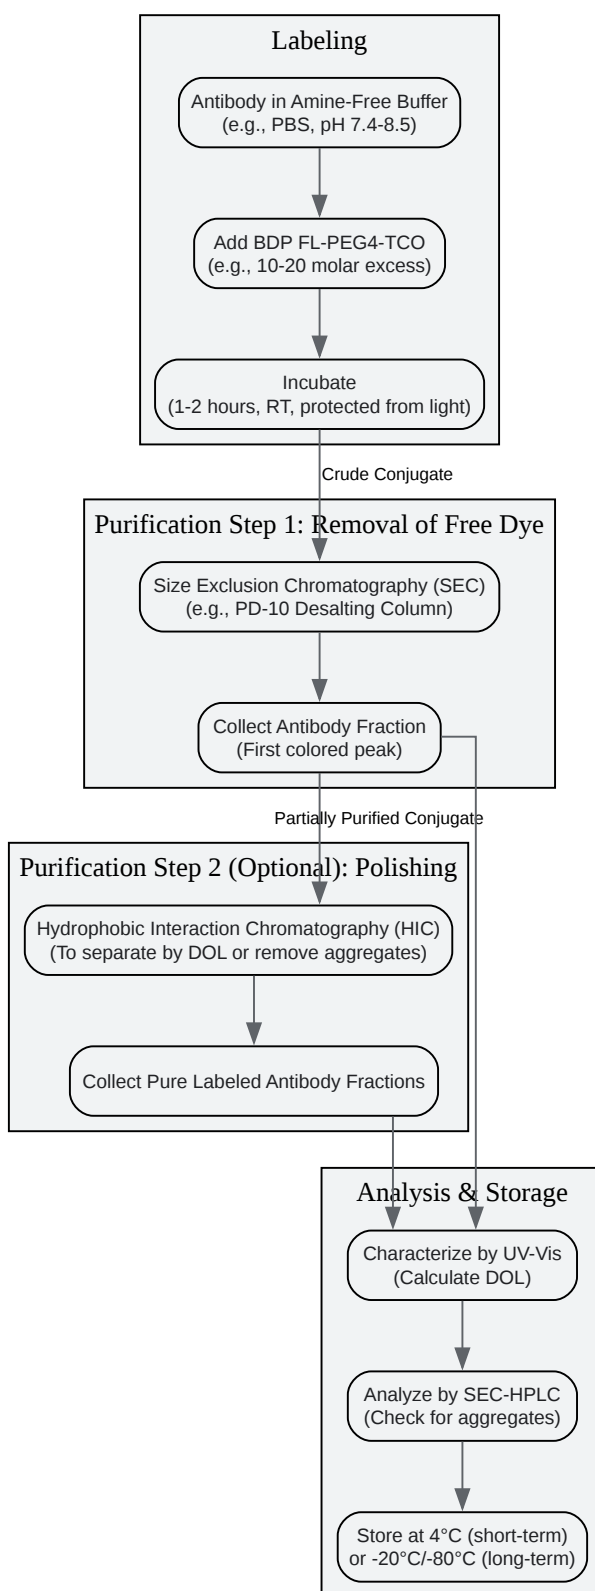 Labeling
Antibody in Amine-Free Buffer
(e.g., PBS, pH 7.4-8.5)
Add BDP FL-PEG4-TCO
(e.g., 10-20 molar excess)
Incubate
(1-2 hours, RT, protected from light)
Crude Conjugate
Purification Step 1: Removal of Free Dye
Size Exclusion Chromatography (SEC)
(e.g., PD-10 Desalting Column)
Collect Antibody Fraction
(First colored peak)
Partially Purified Conjugate
Purification Step 2 (Optional): Polishing
Hydrophobic Interaction Chromatography (HIC)
(To separate by DOL or remove aggregates)
Collect Pure Labeled Antibody Fractions
Analysis & Storage
Characterize by UV-Vis
(Calculate DOL)
Analyze by SEC-HPLC
(Check for aggregates)
Store at 4°C (short-term)
or -20°C/-80°C (long-term)